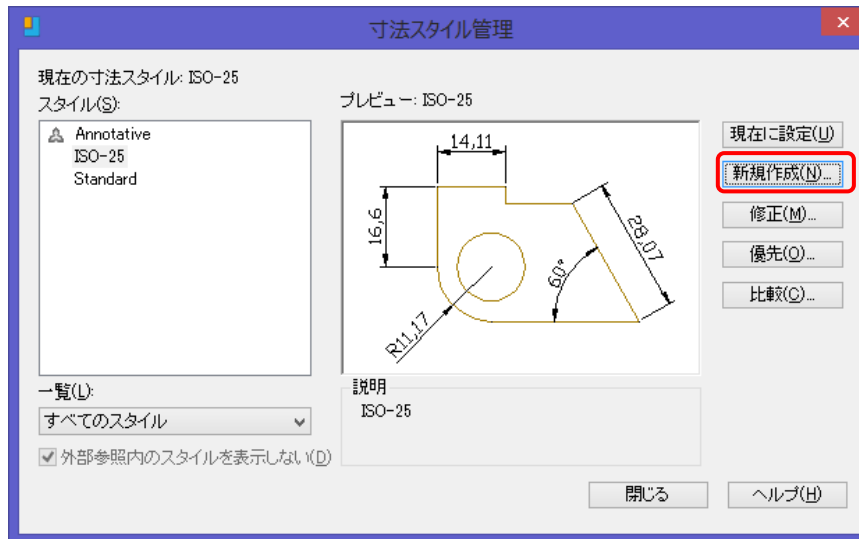 寸法スタイル管理
現在の寸法スタイル: ISO-25
スタイル(S):
Annotative
ISO-25
Standard
プレビュー: ISO-25
14,11
16,6
28,07
60°
R11,17
現在に設定(U)
新規作成(N)...
修正(M)...
優先(O)...
比較(C)...
一覧(L):
すべてのスタイル
外部参照内のスタイルを表示しない(D)
説明
ISO-25
閉じる
ヘルプ(H)